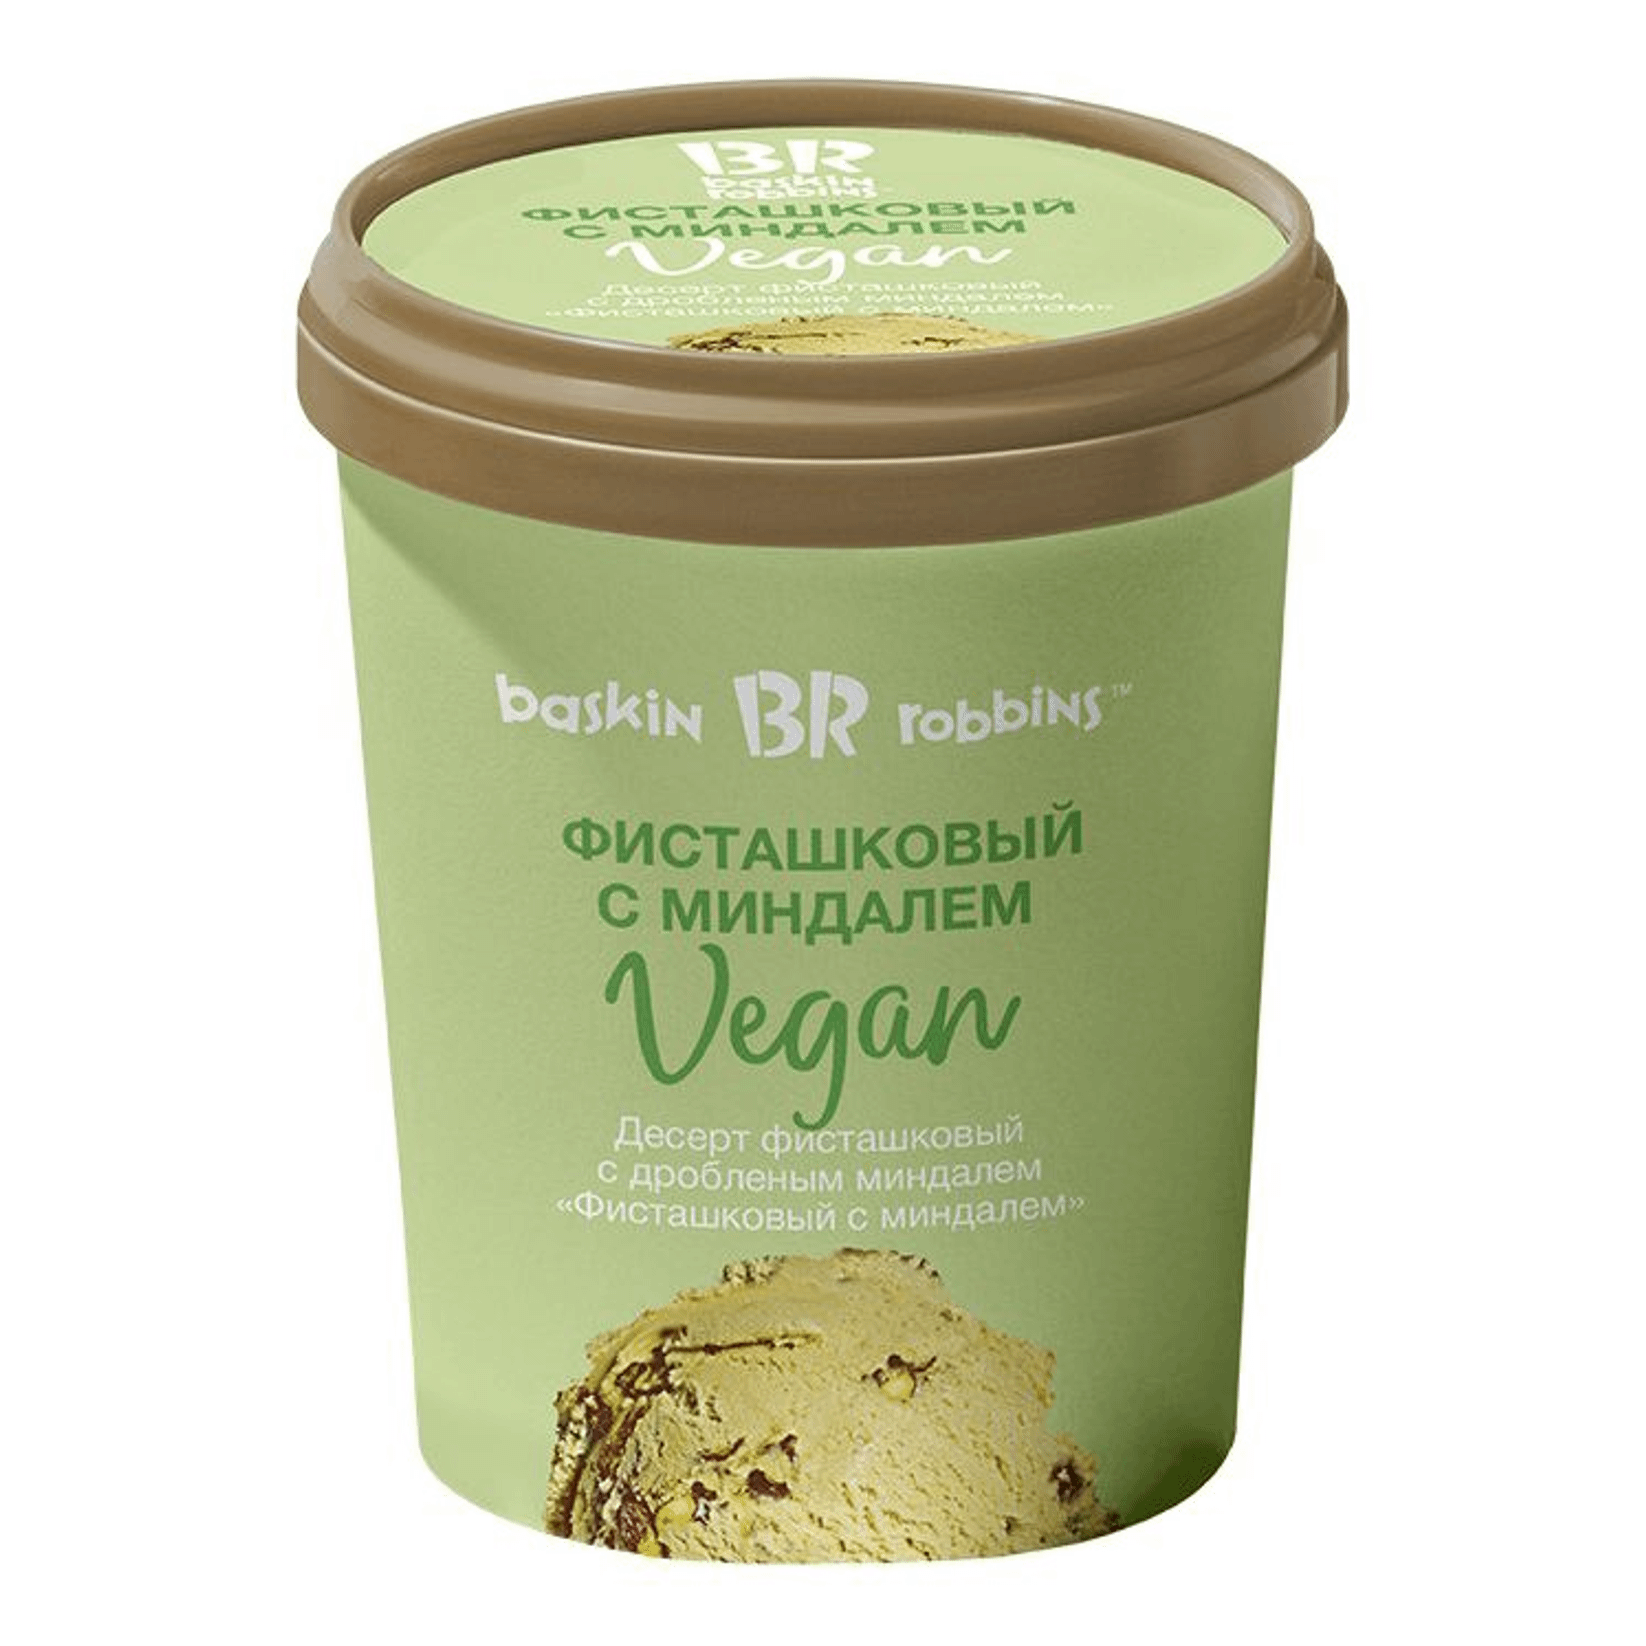 BR
baskin
robbins
ФИСТАШКОВЫЙ
С МИНДАЛЕМ
Vegan
Десерт фисташковый
с дробленым миндалем
«Фисташковый с миндалем»
baskin BR robbins™
ФИСТАШКОВЫЙ
С МИНДАЛЕМ
Vegan
Десерт фисташковый
с дробленым миндалем
«Фисташковый с миндалем»